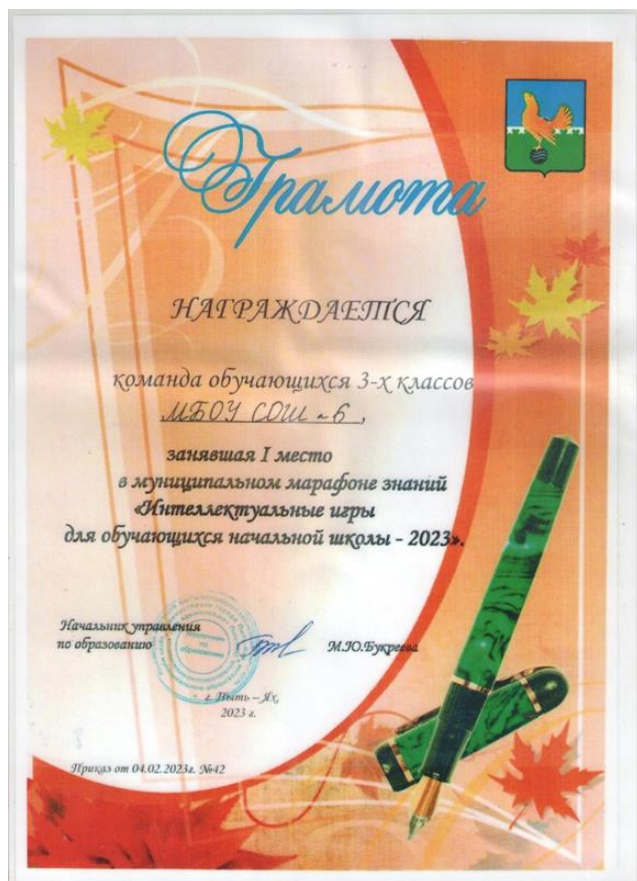 Грамота
НАГРАЖДАЕТСЯ
команда обучающихся 3-х классов
МБОУ СОШ №6,
занявшая I место
в муниципальном марафоне знаний
«Интеллектуальные игры
для обучающихся начальной школы - 2023».
Начальник управления
по образованию М.Ю.Букреева
г. Пыть – Ях,
2023 г.
Приказ от 04.02.2023г. №42